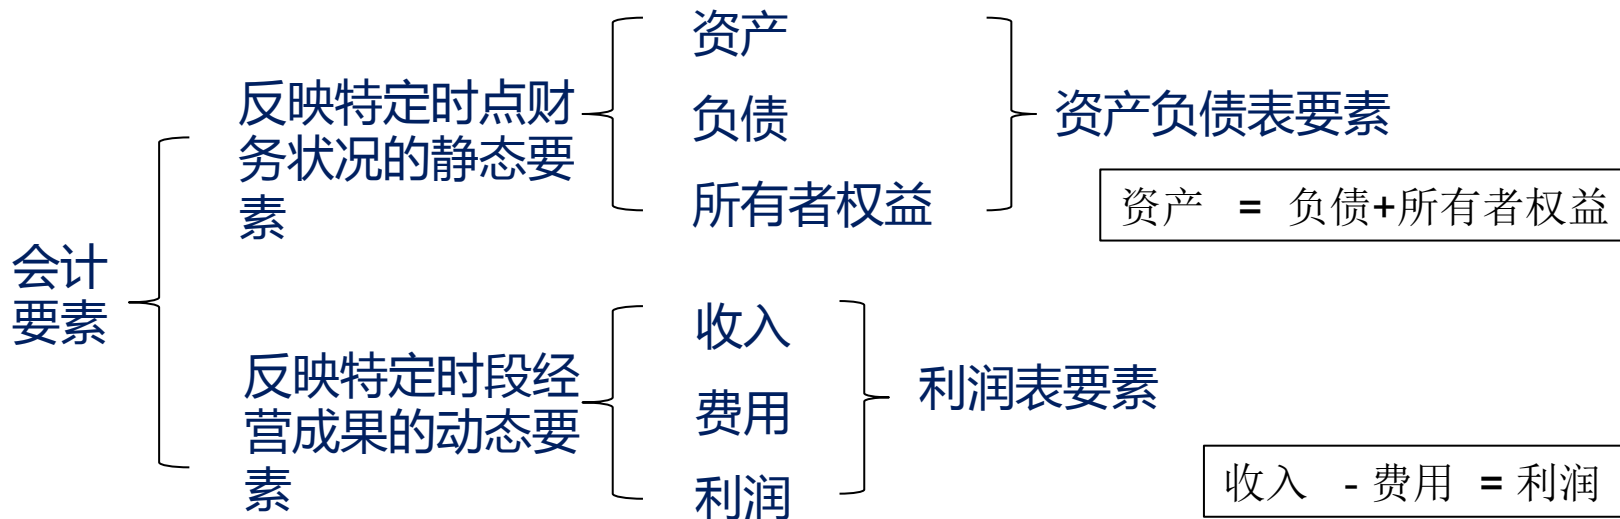 会计
要素
反映特定时点财
务状况的静态要
素
资产
负债
所有者权益
资产负债表要素
资产 = 负债+所有者权益
反映特定时段经
营成果的动态要
素
收入
费用
利润
利润表要素
收入 - 费用 = 利润